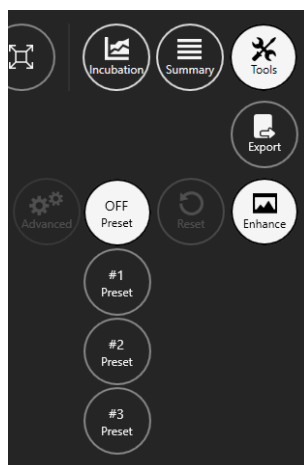 Incubation
Summary
Tools
Export
Advanced
OFF
Preset
Reset
Enhance
#1
Preset
#2
Preset
#3
Preset